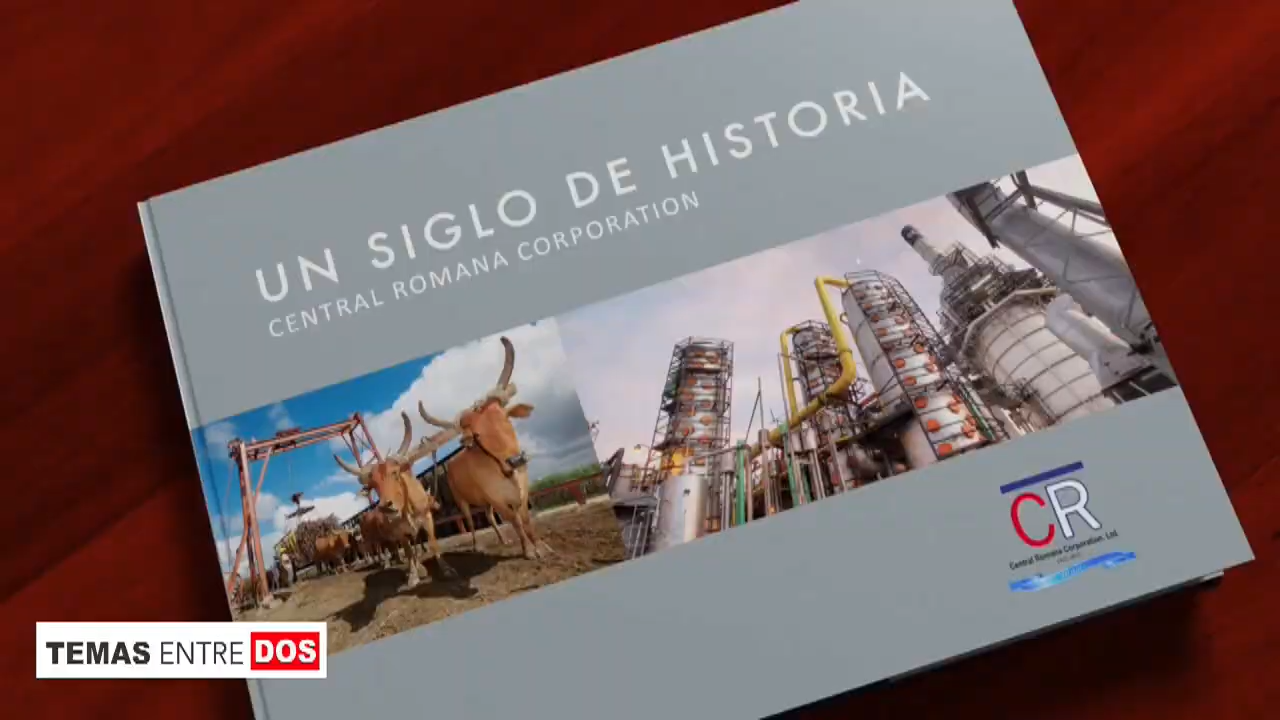 UN SIGLO DE HISTORIA
CENTRAL ROMANA CORPORATION
CR
Central Romana Corporation, Ltd
TEMAS ENTRE DOS